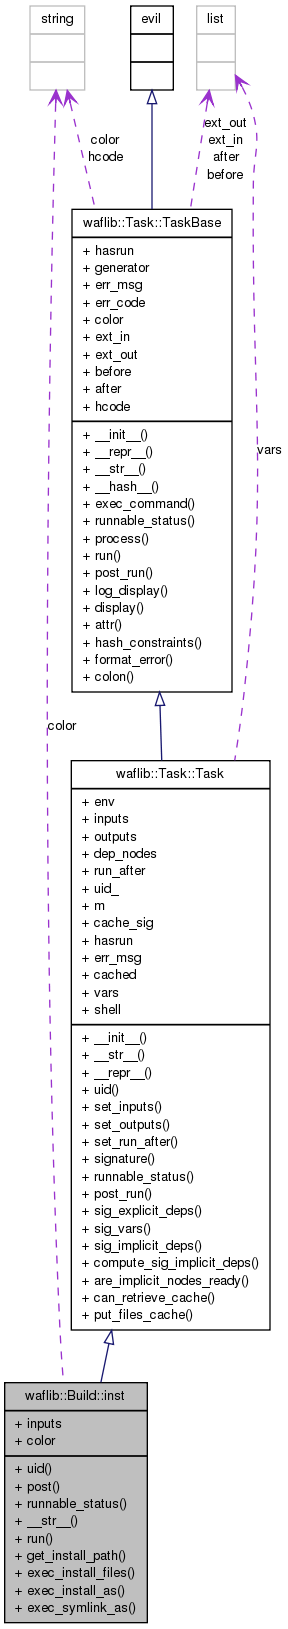 string
evil
list
color
hcode
ext_out
ext_in
after
before
waflib::Task::TaskBase
+ hasrun
+ generator
+ err_msg
+ err_code
+ color
+ ext_in
+ ext_out
+ before
+ after
+ hcode
+ __init__()
+ __repr__()
+ __str__()
+ __hash__()
+ exec_command()
+ runnable_status()
+ process()
+ run()
+ post_run()
+ log_display()
+ display()
+ attr()
+ hash_constraints()
+ format_error()
+ colon()
vars
color
waflib::Task::Task
+ env
+ inputs
+ outputs
+ dep_nodes
+ run_after
+ uid_
+ m
+ cache_sig
+ hasrun
+ err_msg
+ cached
+ vars
+ shell
+ __init__()
+ __str__()
+ __repr__()
+ uid()
+ set_inputs()
+ set_outputs()
+ set_run_after()
+ signature()
+ runnable_status()
+ post_run()
+ sig_explicit_deps()
+ sig_vars()
+ sig_implicit_deps()
+ compute_sig_implicit_deps()
+ are_implicit_nodes_ready()
+ can_retrieve_cache()
+ put_files_cache()
waflib::Build::inst
+ inputs
+ color
+ uid()
+ post()
+ runnable_status()
+ __str__()
+ run()
+ get_install_path()
+ exec_install_files()
+ exec_install_as()
+ exec_symlink_as()